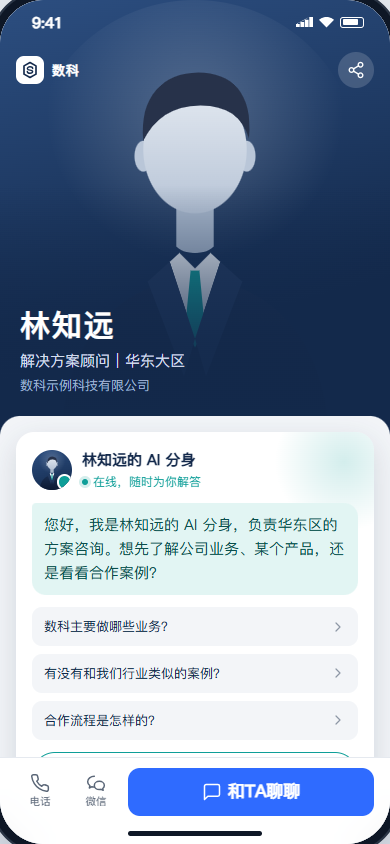 9:41
数科
林知远
解决方案顾问｜华东大区
数科示例科技有限公司
林知远的 AI 分身
在线，随时为你解答
您好，我是林知远的 AI 分身，负责华东区的
方案咨询。想先了解公司业务、某个产品，还
是看看合作案例？
数科主要做哪些业务？
有没有和我们行业类似的案例？
合作流程是怎样的？
电话
微信
和TA聊聊